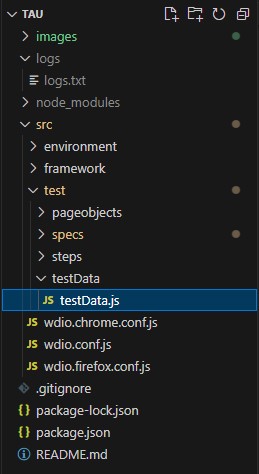 TAU
images
logs
logs.txt
node_modules
src
environment
framework
test
pageobjects
specs
steps
testData
JS testData.js
JS wdio.chrome.conf.js
JS wdio.conf.js
JS wdio.firefox.conf.js
.gitignore
{} package-lock.json
{} package.json
README.md